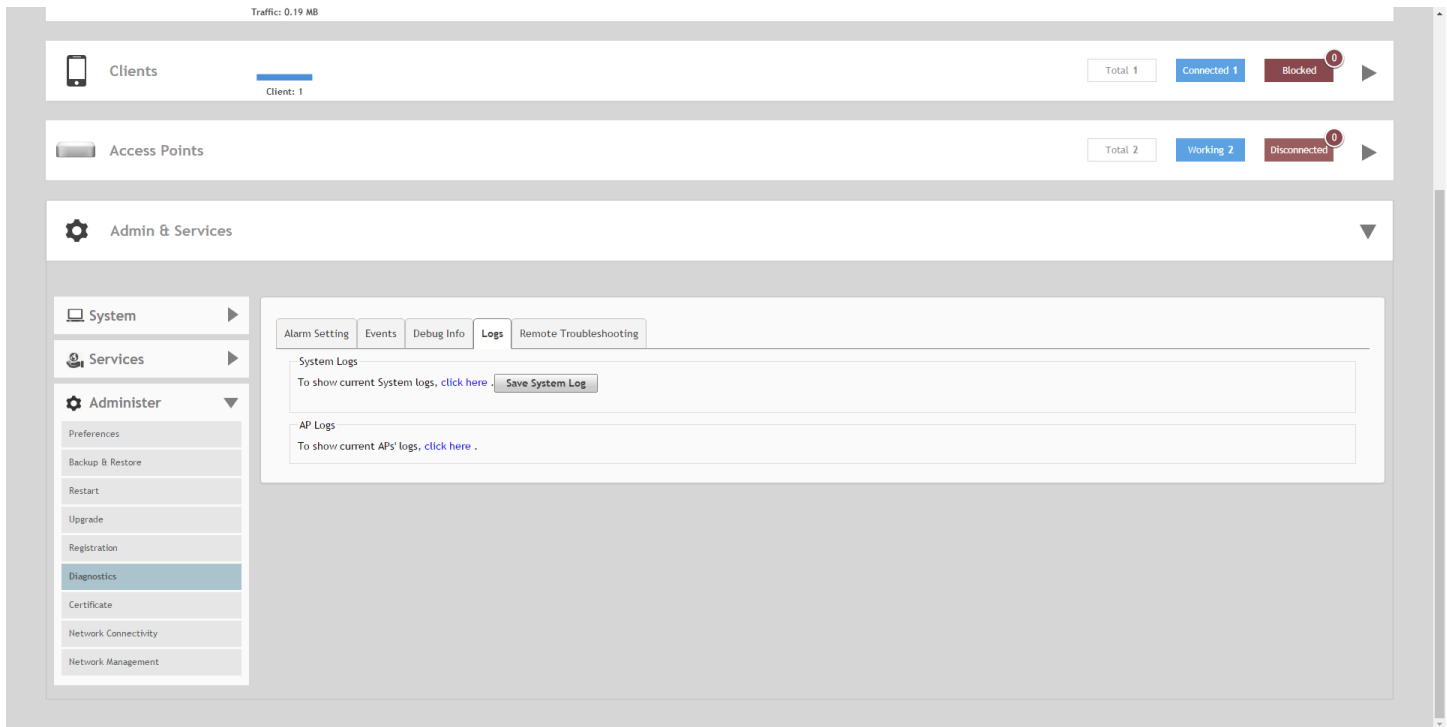 Traffic: 0.19 MB
Clients
Client: 1
Total 1
Connected 1
Blocked
0
Access Points
Total 2
Working 2
Disconnected
0
Admin & Services
System
Services
Administer
Preferences
Backup & Restore
Restart
Upgrade
Registration
Diagnostics
Certificate
Network Connectivity
Network Management
Alarm Setting Events Debug Info Logs Remote Troubleshooting
System Logs
To show current System logs, click here . Save System Log
AP Logs
To show current APs' logs, click here .